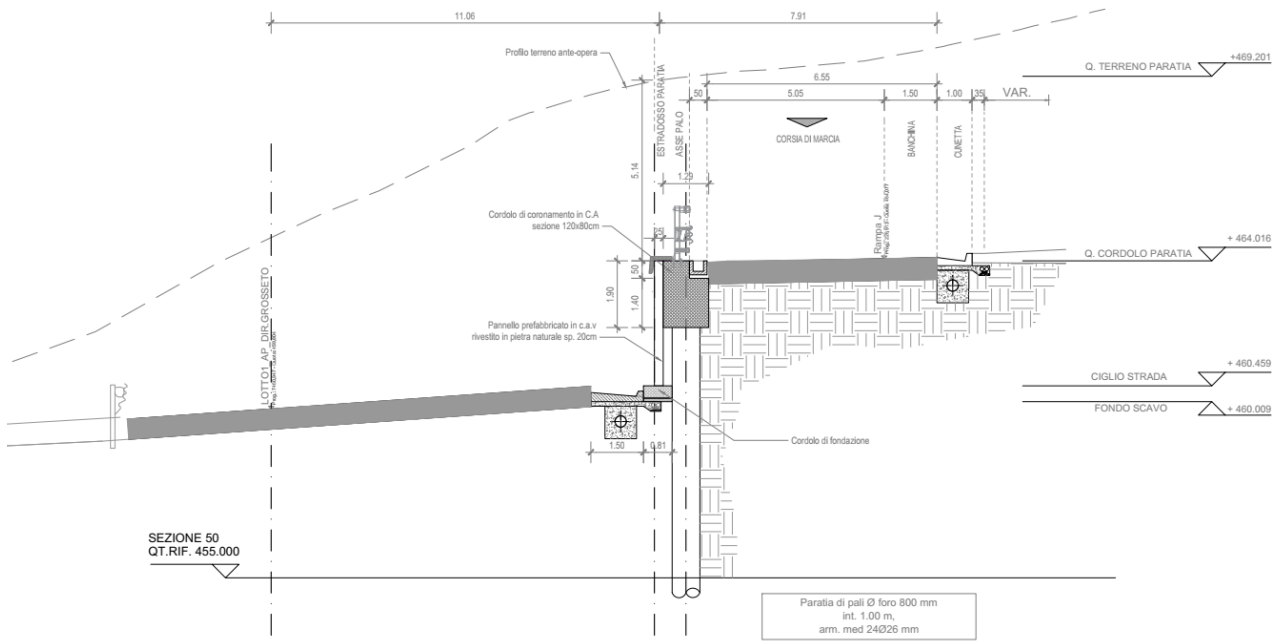 11.06
7.91
Profilo terreno ante-opera
+469.201
Q. TERRENO PARATIA
6.55
50
5.05
1.50
1.00
35
VAR.
ESTRADOSSO PARATIA
ASSE PALO
CORSIA DI MARCIA
BANCHINA
CUNETTA
5.14
1.29
Cordolo di coronamento in C.A
sezione 120x80cm
Rampa J
+ 464.016
Q. CORDOLO PARATIA
50
1.90
1.40
LOTTO1_AP_DIR.GROSSETO
Pannello prefabbricato in c.a.v
rivestito in pietra naturale sp. 20cm
+ 460.459
CIGLIO STRADA
FONDO SCAVO
+ 460.009
1.50
0.81
Cordolo di fondazione
SEZIONE 50
QT.RIF. 455.000
Paratia di pali Ø foro 800 mm
int. 1.00 m,
arm. med 24Ø26 mm